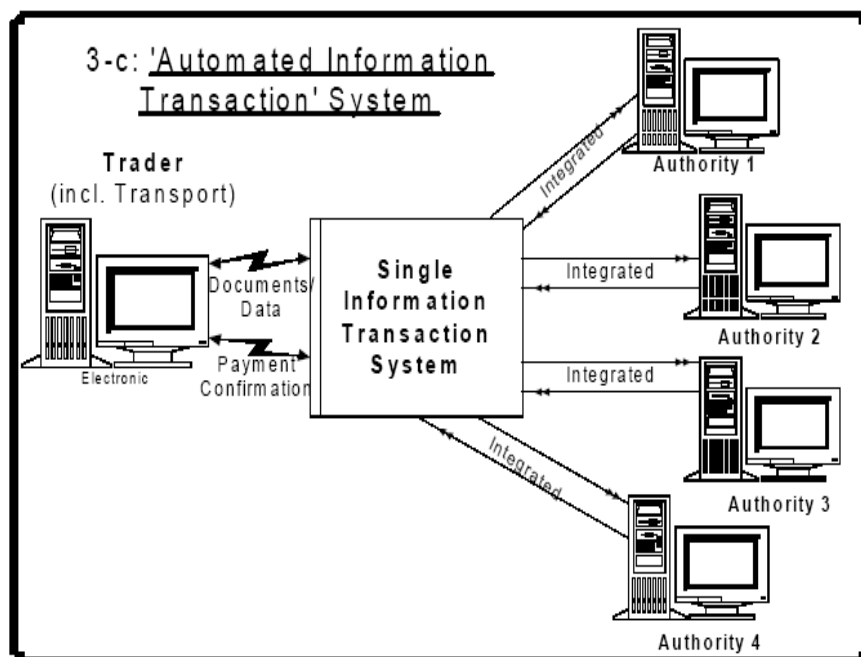 3-c: 'Automated Information
Transaction' System
Trader
(incl. Transport)
Electronic
Documents/
Data
Payment
Confirmation
Single
Information
Transaction
System
Integrated
Authority 1
Integrated
Authority 2
Integrated
Authority 3
Integrated
Authority 4